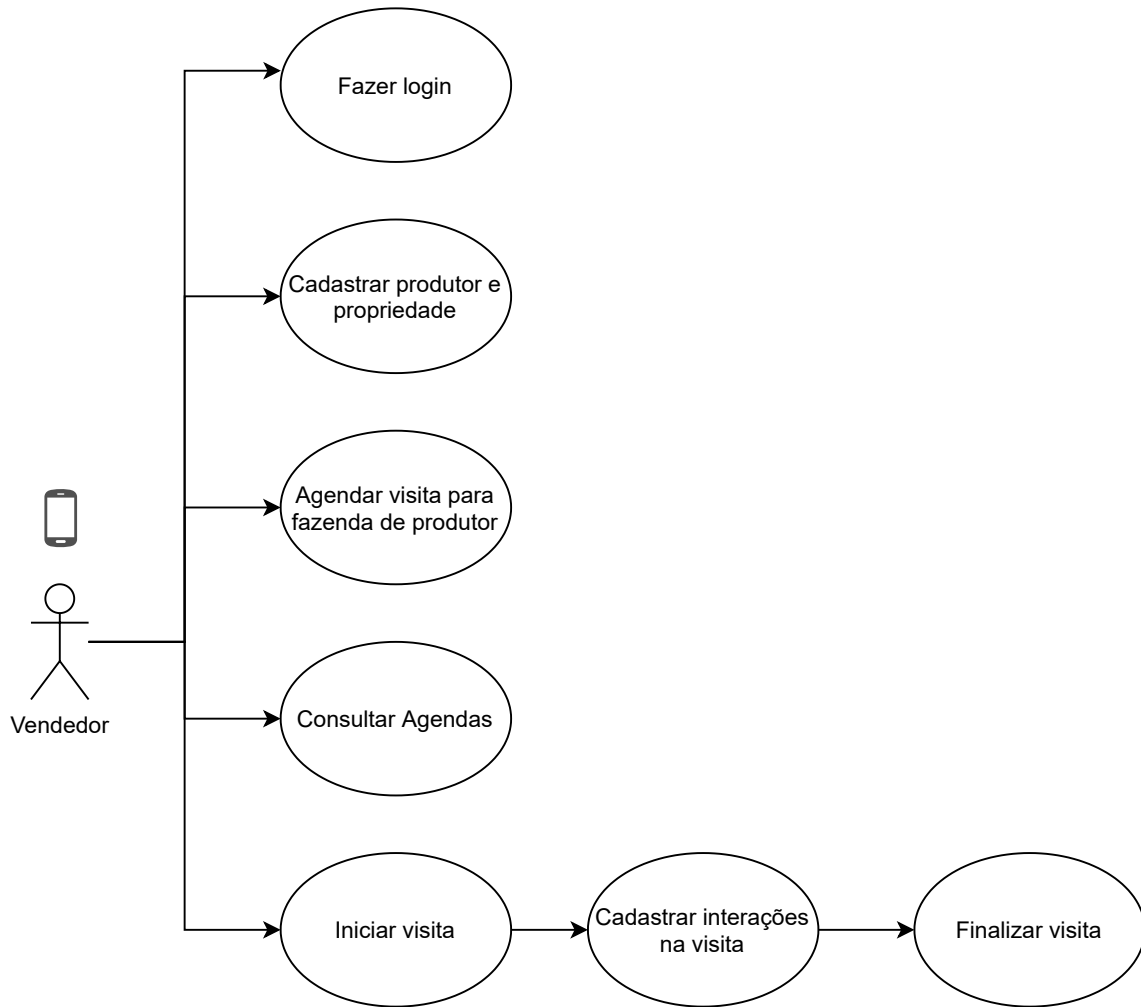 Fazer login
Cadastrar produtor e
propriedade
Agendar visita para
fazenda de produtor
Vendedor
Consultar Agendas
Iniciar visita
Cadastrar interações
na visita
Finalizar visita